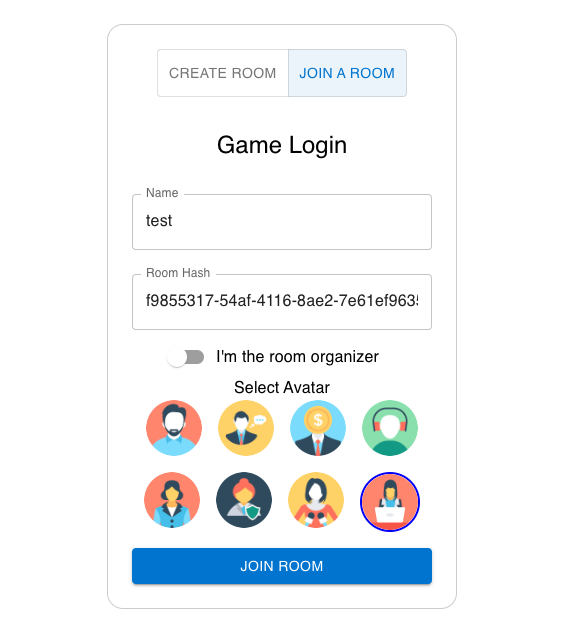 CREATE ROOM JOIN A ROOM
Game Login
Name
test
Room Hash
f9855317-54af-4116-8ae2-7e61ef963
I'm the room organizer
Select Avatar
$
JOIN ROOM